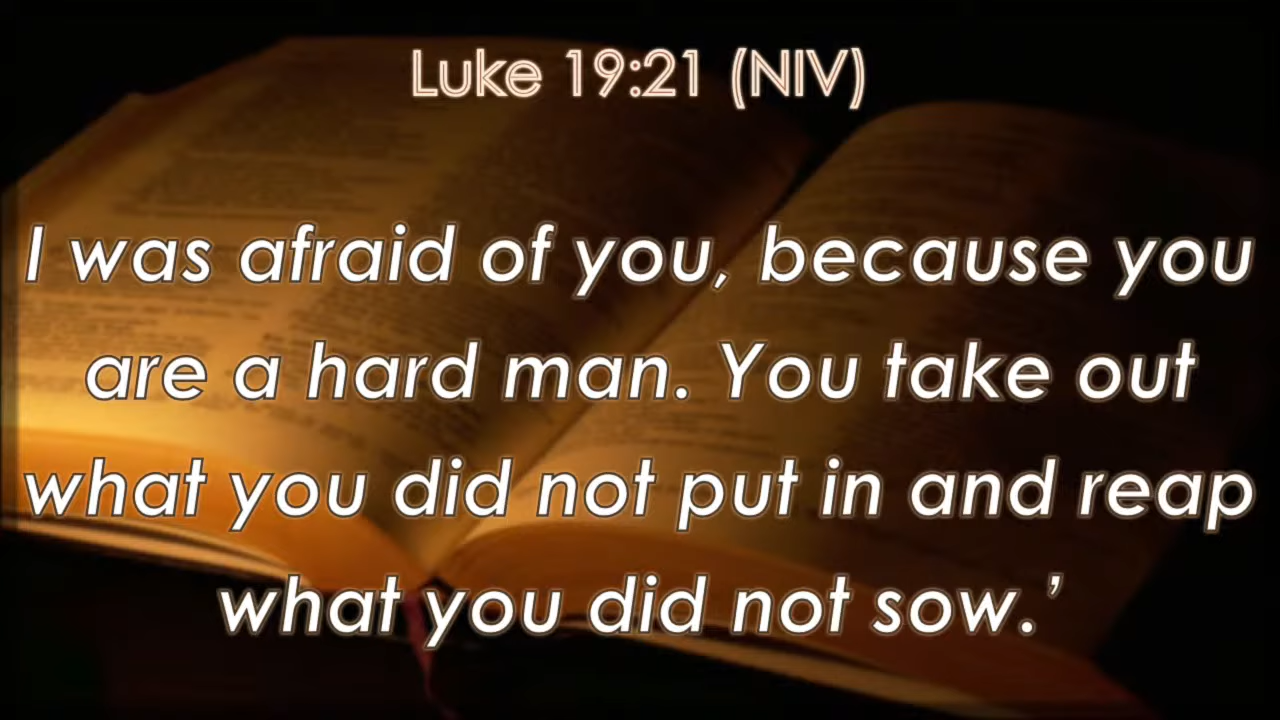 Luke 19:21 (NIV)
I was afraid of you, because you
are a hard man. You take out
what you did not put in and reap
what you did not sow.’